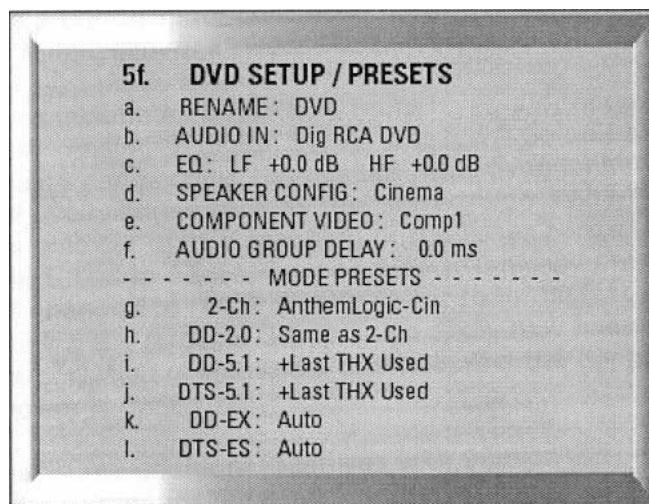 5f. DVD SETUP / PRESETS
a. RENAME: DVD
b. AUDIO IN: Dig RCA DVD
c. EQ: LF +0.0 dB HF +0.0 dB
d. SPEAKER CONFIG: Cinema
e. COMPONENT VIDEO: Comp1
f. AUDIO GROUP DELAY: 0.0 ms
- - - - - - - MODE PRESETS - - - - - - -
g. 2-Ch: AnthemLogic-Cin
h. DD-2.0: Same as 2-Ch
i. DD-5.1: +Last THX Used
j. DTS-5.1: +Last THX Used
k. DD-EX: Auto
l. DTS-ES: Auto